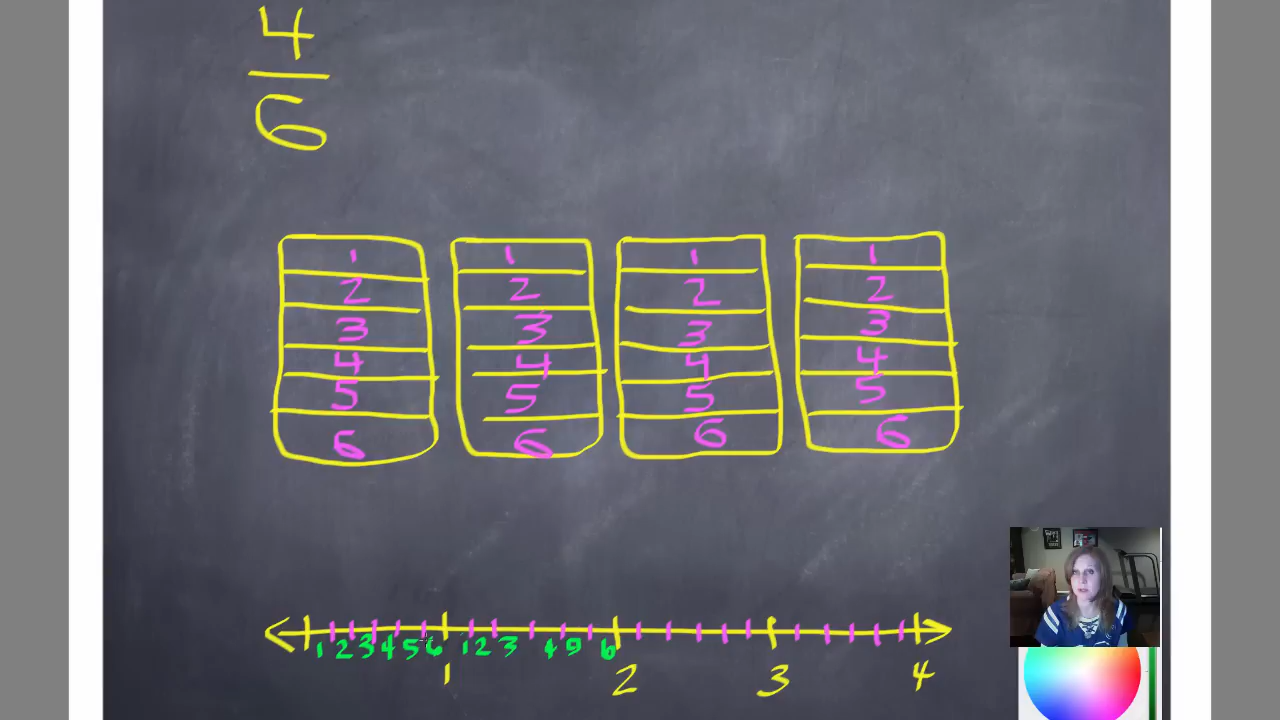 4
6
1 1 1 1
2 2 2 2
3 3 3 3
4 4 4 4
5 5 5 5
6 6 6 6
1 2 3 4 5 6 1 2 3 4 5 6
1 2 3 4